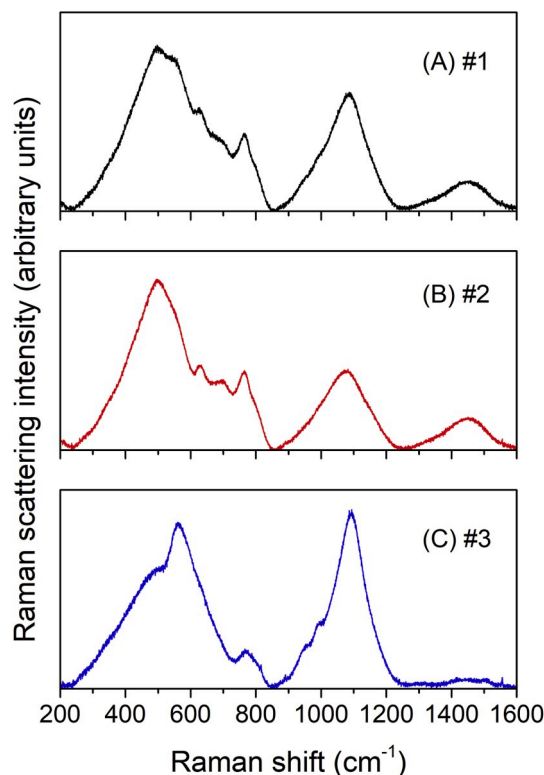 Raman scattering intensity (arbitrary units)
(A) #1
(B) #2
(C) #3
200 400 600 800 1000 1200 1400 1600
Raman shift (cm⁻¹)